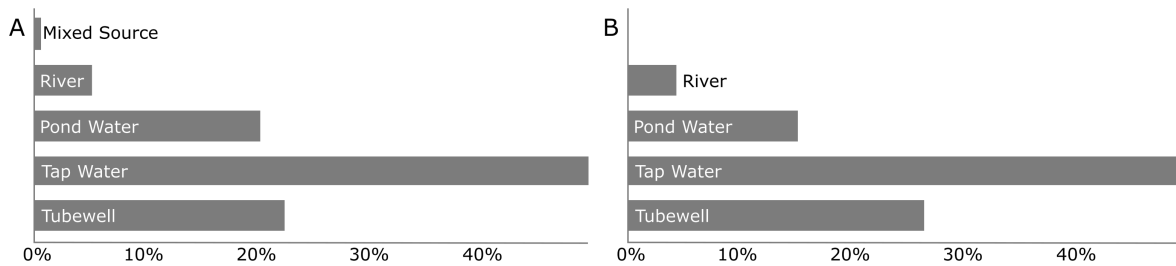 A
Mixed Source
River
Pond Water
Tap Water
Tubewell
0% 10% 20% 30% 40%
B
River
Pond Water
Tap Water
Tubewell
0% 10% 20% 30% 40%